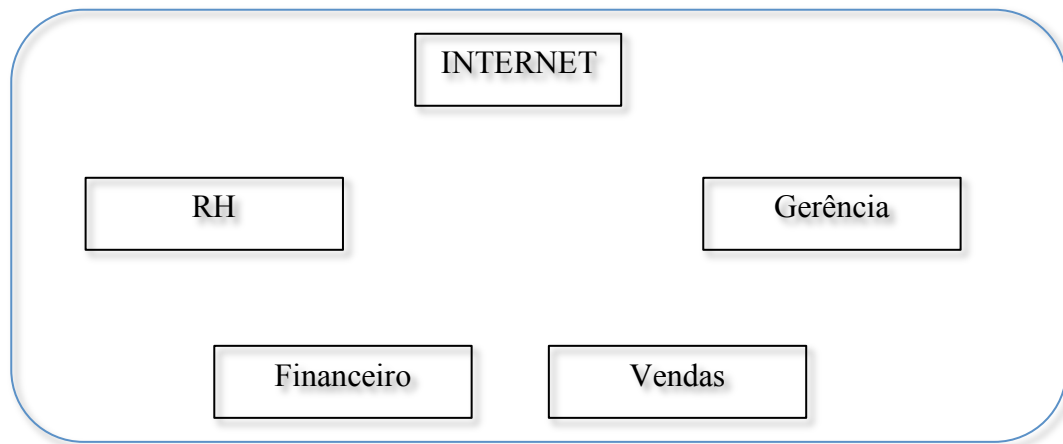 INTERNET
RH
Gerência
Financeiro
Vendas